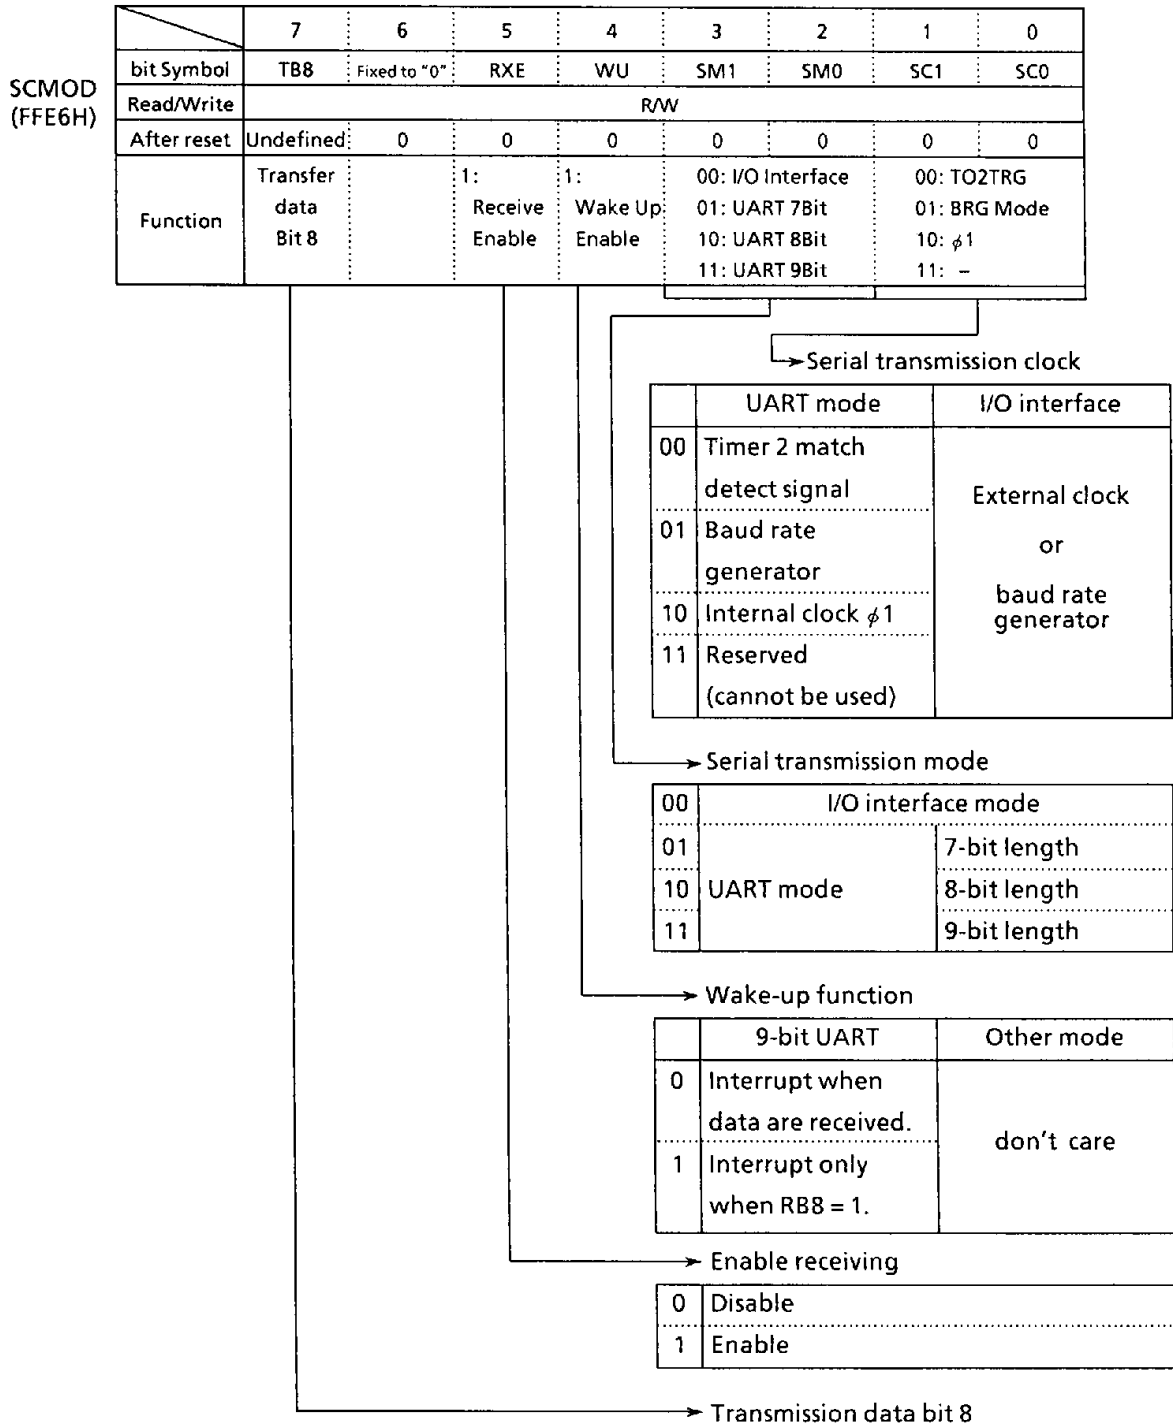 7 6 5 4 3 2 1 0
bit Symbol TB8 Fixed to "0" RXE WU SM1 SM0 SC1 SC0
SCMOD
(FFE6H)
Read/Write R/W
After reset Undefined 0 0 0 0 0 0 0
Function
Transfer
data
Bit 8
1:
Receive
Enable
1:
Wake Up
Enable
00: I/O Interface
01: UART 7Bit
10: UART 8Bit
11: UART 9Bit
00: TO2TRG
01: BRG Mode
10: ϕ1
11: –
Serial transmission clock
UART mode I/O interface
00 Timer 2 match
detect signal
01 Baud rate
generator
10 Internal clock ϕ1
11 Reserved
(cannot be used)
External clock
or
baud rate
generator
Serial transmission mode
00 I/O interface mode
01 7-bit length
10 UART mode 8-bit length
11 9-bit length
Wake-up function
9-bit UART Other mode
0 Interrupt when
data are received.
1 Interrupt only
when RB8 = 1.
don't care
Enable receiving
0 Disable
1 Enable
Transmission data bit 8